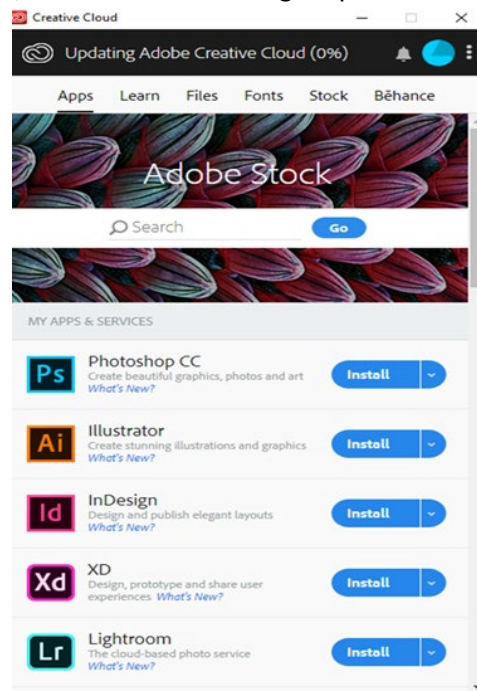 Creative Cloud
Updating Adobe Creative Cloud (0%)
Apps Learn Files Fonts Stock Bēhance
Adobe Stock
Search Go
MY APPS & SERVICES
Ps Photoshop CC Install
Create beautiful graphics, photos and art
What's New?
Ai Illustrator Install
Create stunning illustrations and graphics
What's New?
Id InDesign Install
Design and publish elegant layouts
What's New?
Xd XD Install
Design, prototype and share user
experiences What's New?
Lr Lightroom Install
The cloud-based photo service
What's New?